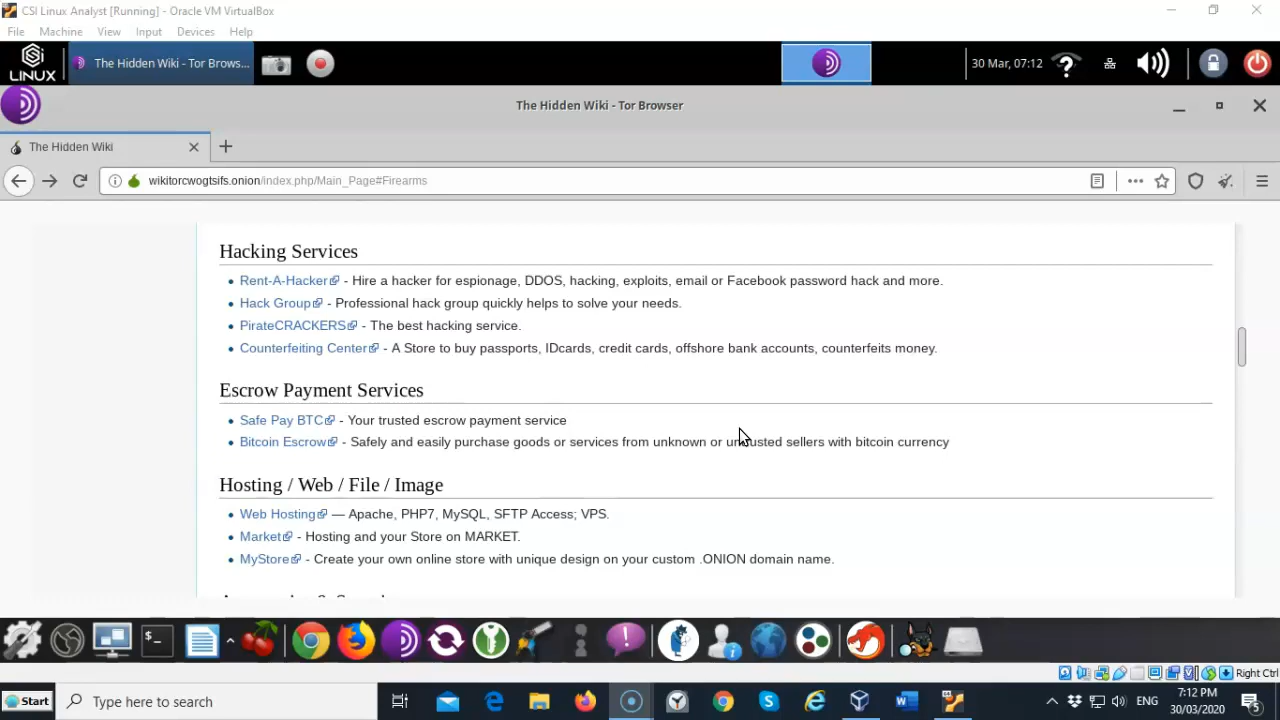 CSI Linux Analyst [Running] - Oracle VM VirtualBox
File Machine View Input Devices Help
SI LINUX
The Hidden Wiki - Tor Brows...
30 Mar, 07:12
The Hidden Wiki - Tor Browser
The Hidden Wiki
wikitorcwogtsifs.onion/index.php/Main_Page#Firearms
Hacking Services
Rent-A-Hacker - Hire a hacker for espionage, DDOS, hacking, exploits, email or Facebook password hack and more.
Hack Group - Professional hack group quickly helps to solve your needs.
PirateCRACKERS - The best hacking service.
Counterfeiting Center - A Store to buy passports, IDcards, credit cards, offshore bank accounts, counterfeits money.
Escrow Payment Services
Safe Pay BTC - Your trusted escrow payment service
Bitcoin Escrow - Safely and easily purchase goods or services from unknown or untrusted sellers with bitcoin currency
Hosting / Web / File / Image
Web Hosting — Apache, PHP7, MySQL, SFTP Access; VPS.
Market - Hosting and your Store on MARKET.
MyStore - Create your own online store with unique design on your custom .ONION domain name.
Right Ctrl
Start
Type here to search
ENG
7:12 PM
30/03/2020
5